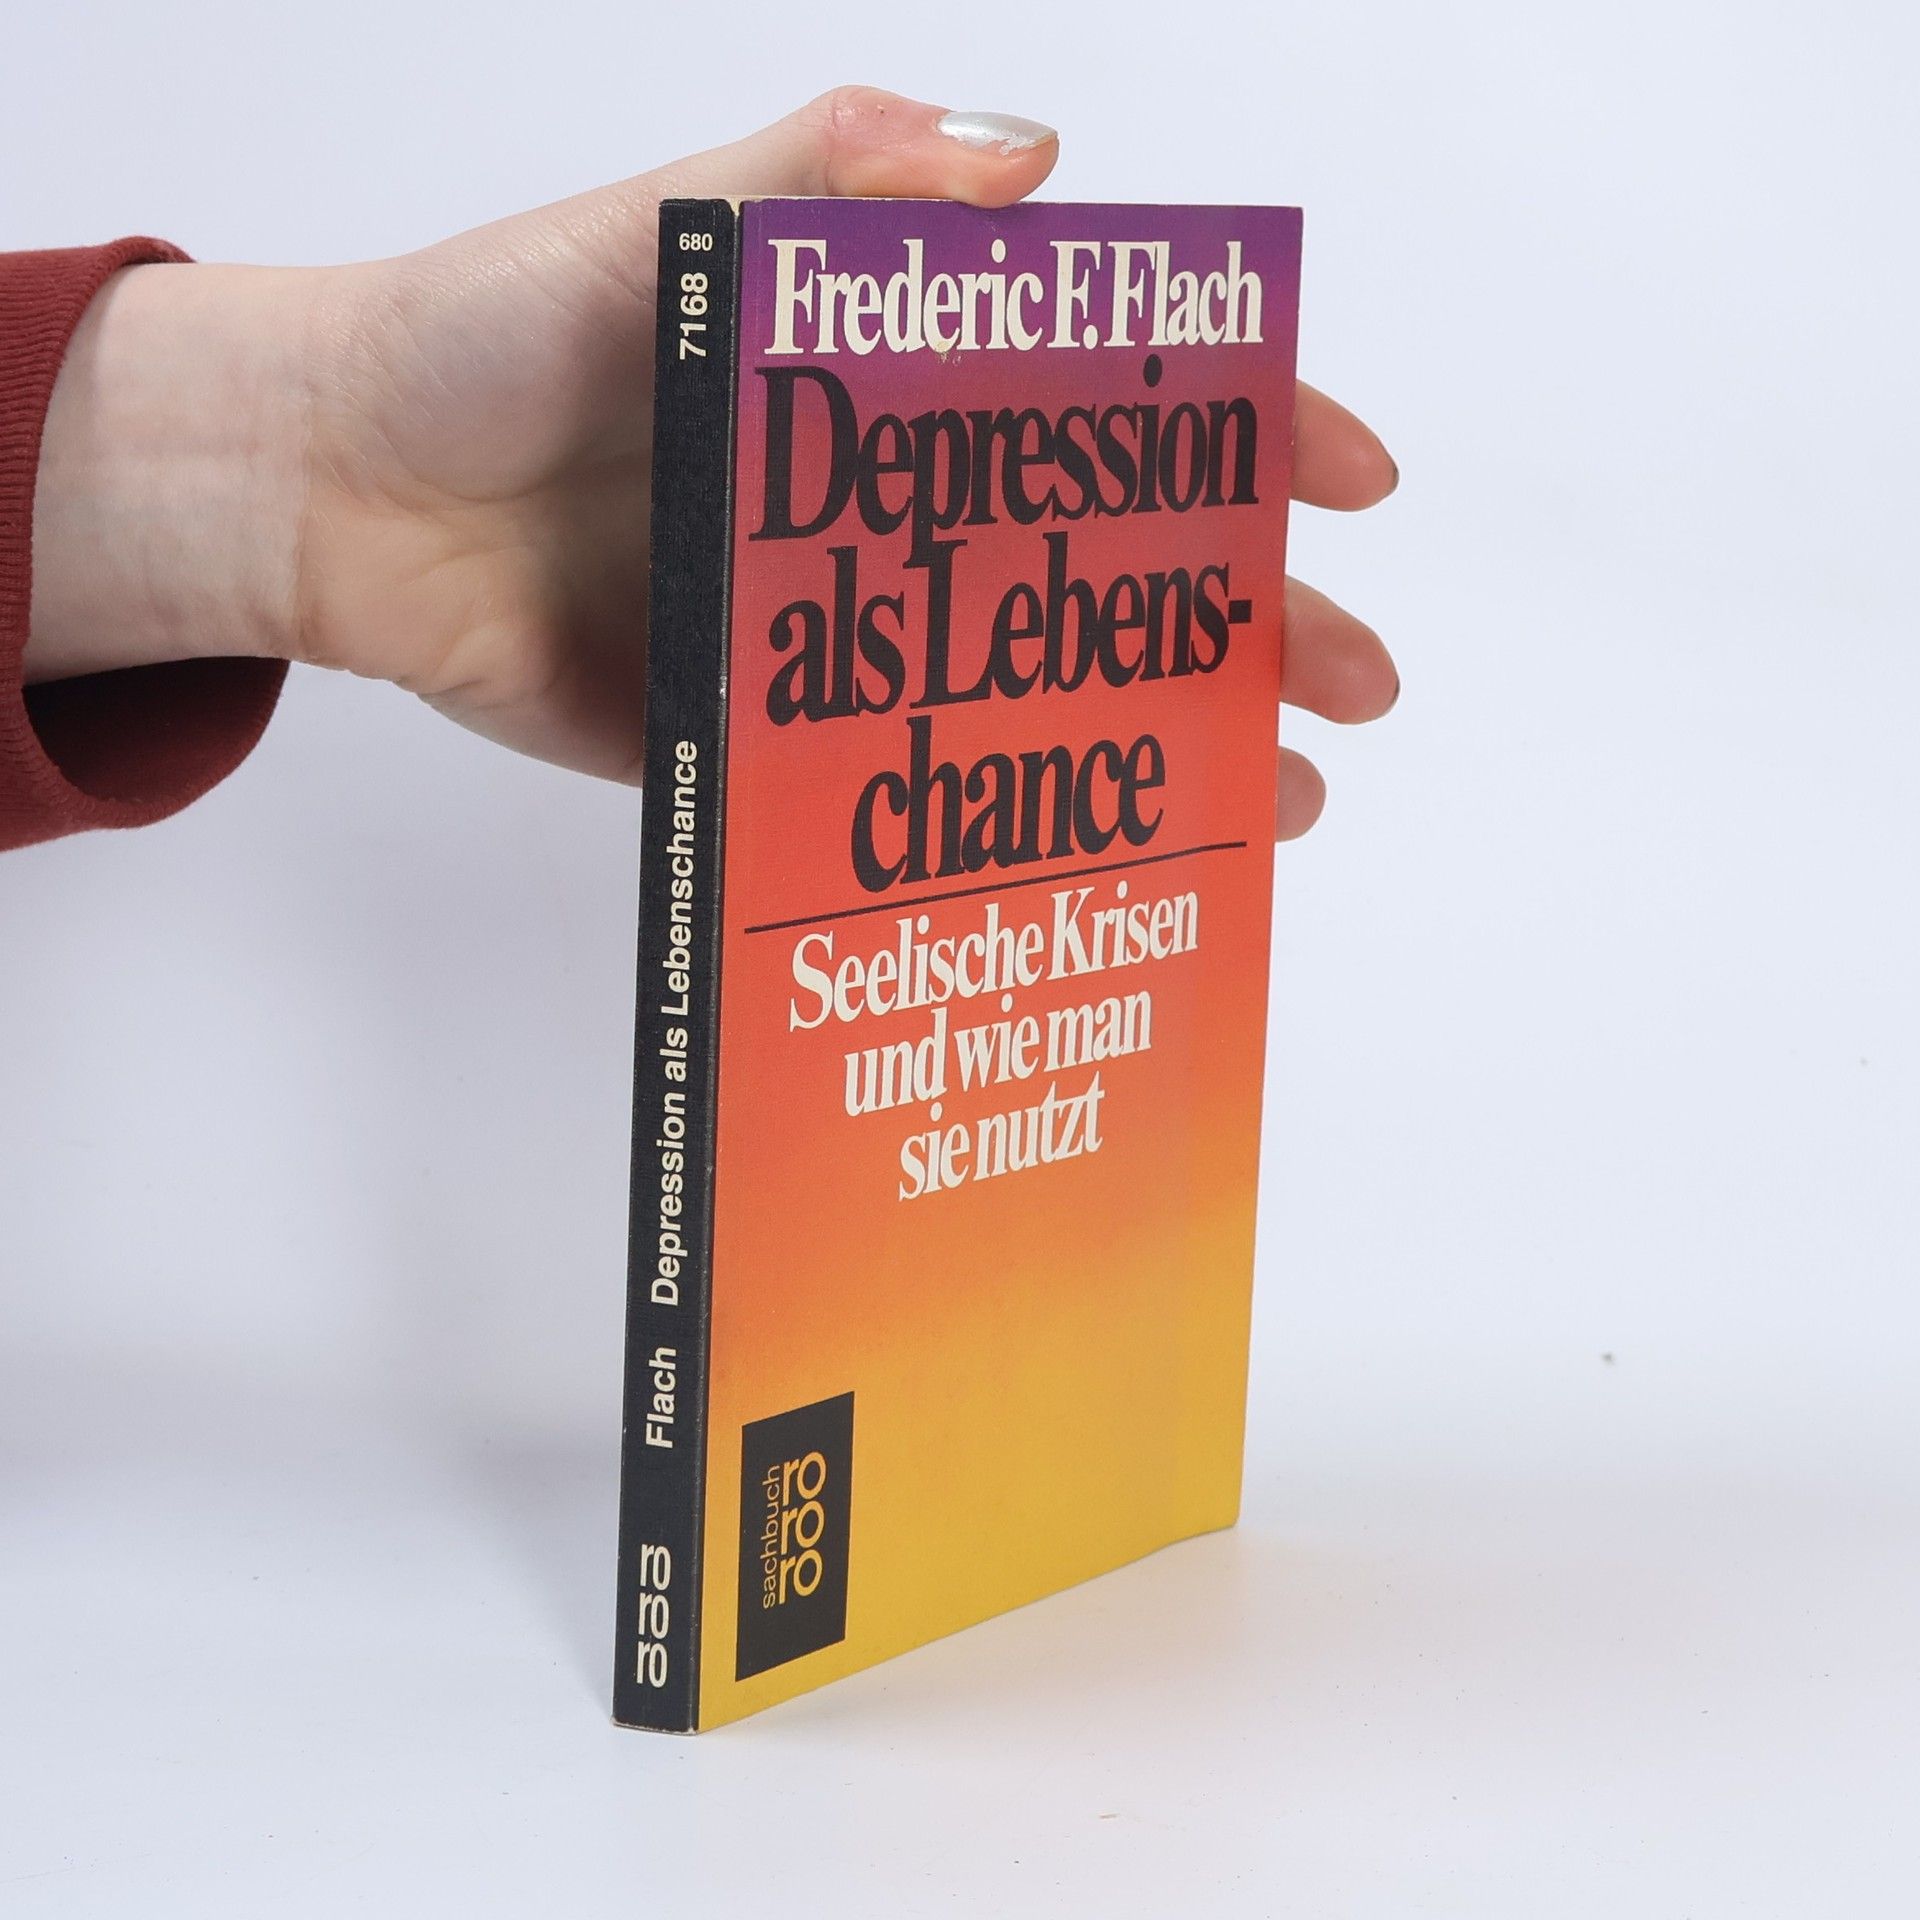 680
7168
Flach Depression als Lebenschance
ro
ro
ro
Frederic F. Flach
Depression
als Lebens-
chance
Seelische Krisen
und wie man
sie nutzt
sachbuch
ro
ro
ro